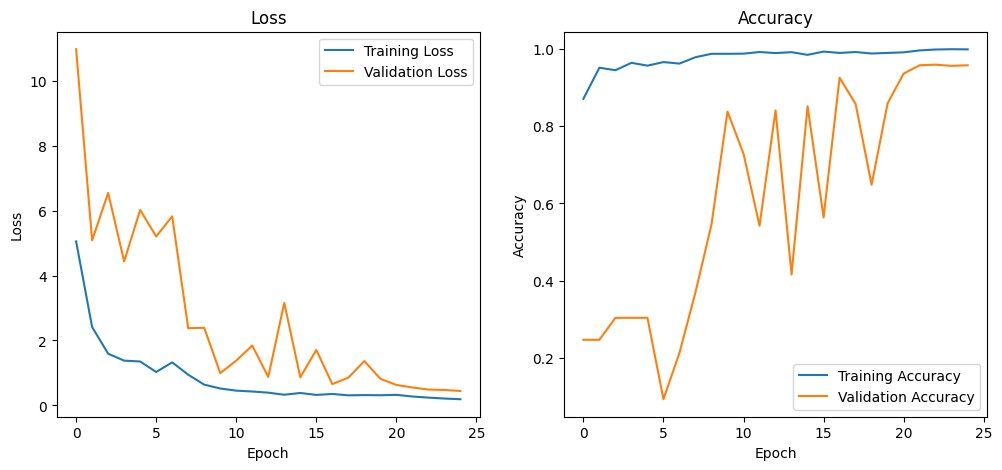 Loss
Training Loss
Validation Loss
10
8
6
4
2
0
Loss
0 5 10 15 20 25
Epoch
Accuracy
1.0
0.8
0.6
0.4
0.2
Accuracy
Training Accuracy
Validation Accuracy
0 5 10 15 20 25
Epoch